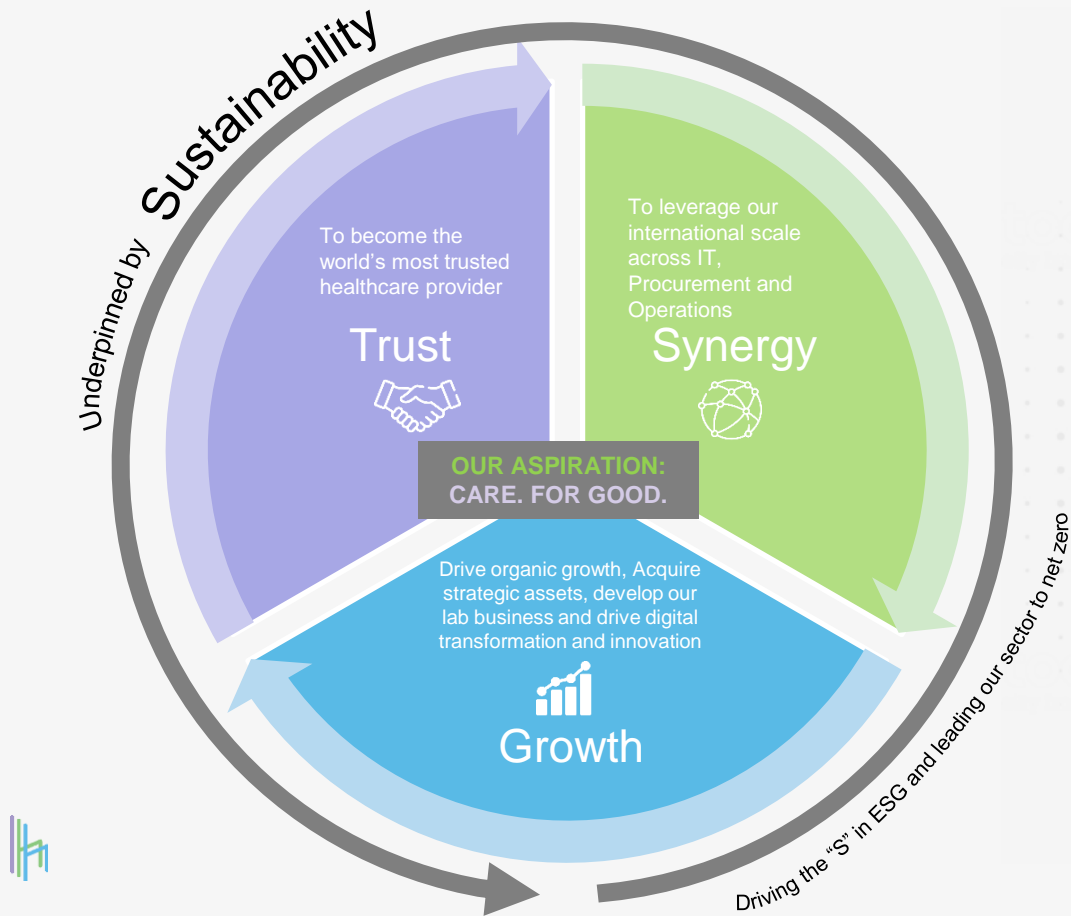 Underpinned by Sustainability
To become the
world’s most trusted
healthcare provider
Trust
To leverage our
international scale
across IT,
Procurement and
Operations
Synergy
OUR ASPIRATION:
CARE. FOR GOOD.
Drive organic growth, Acquire
strategic assets, develop our
lab business and drive digital
transformation and innovation
Growth
Driving the “S” in ESG and leading our sector to net zero